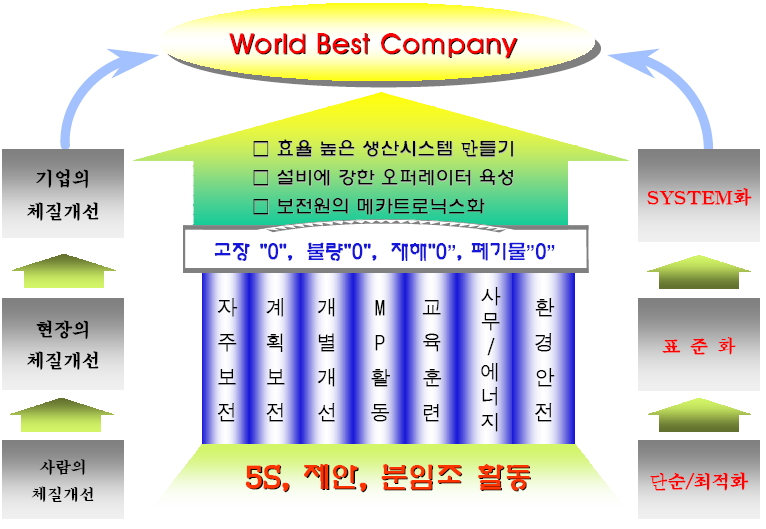 World Best Company
□ 효율 높은 생산시스템 만들기
□ 설비에 강한 오퍼레이터 육성
□ 보전원의 메카트로닉스화
고장 "0", 불량"0", 재해"0”, 폐기물”0”
자주보전
계획보전
개별개선
MP활동
교육훈련
사무/에너지
환경안전
5S, 제안, 분임조 활동
기업의
체질개선
현장의
체질개선
사람의
체질개선
SYSTEM화
표 준 화
단순/최적화